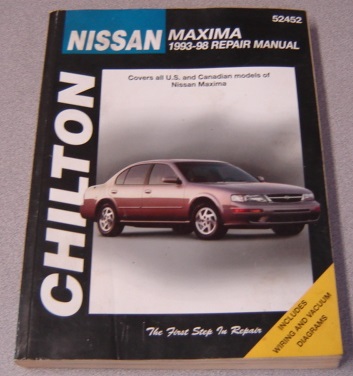 52452
NISSAN MAXIMA
1993-98 REPAIR MANUAL
Covers all U.S. and Canadian models of
Nissan Maxima
CHILTON
The First Step In Repair
INCLUDES
WIRING AND VACUUM
DIAGRAMS